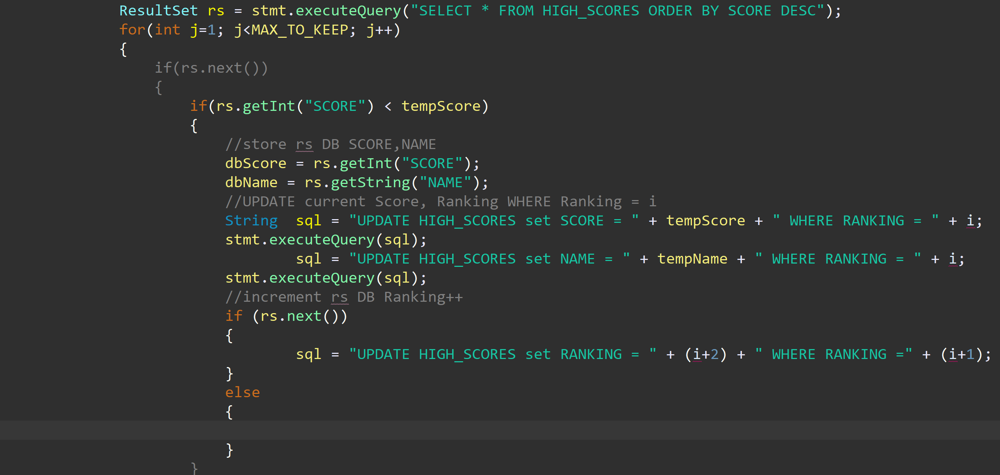 ResultSet rs = stmt.executeQuery("SELECT * FROM HIGH_SCORES ORDER BY SCORE DESC");
for(int j=1; j<MAX_TO_KEEP; j++)
{
if(rs.next())
{
if(rs.getInt("SCORE") < tempScore)
{
//store rs DB SCORE,NAME
dbScore = rs.getInt("SCORE");
dbName = rs.getString("NAME");
//UPDATE current Score, Ranking WHERE Ranking = i
String  sql = "UPDATE HIGH_SCORES set SCORE = " + tempScore + " WHERE RANKING = " + i;
stmt.executeQuery(sql);
sql = "UPDATE HIGH_SCORES set NAME = " + tempName + " WHERE RANKING = " + i;
stmt.executeQuery(sql);
//increment rs DB Ranking++
if (rs.next())
{
sql = "UPDATE HIGH_SCORES set RANKING = " + (i+2) + " WHERE RANKING =" + (i+1);
}
else
{
}
}